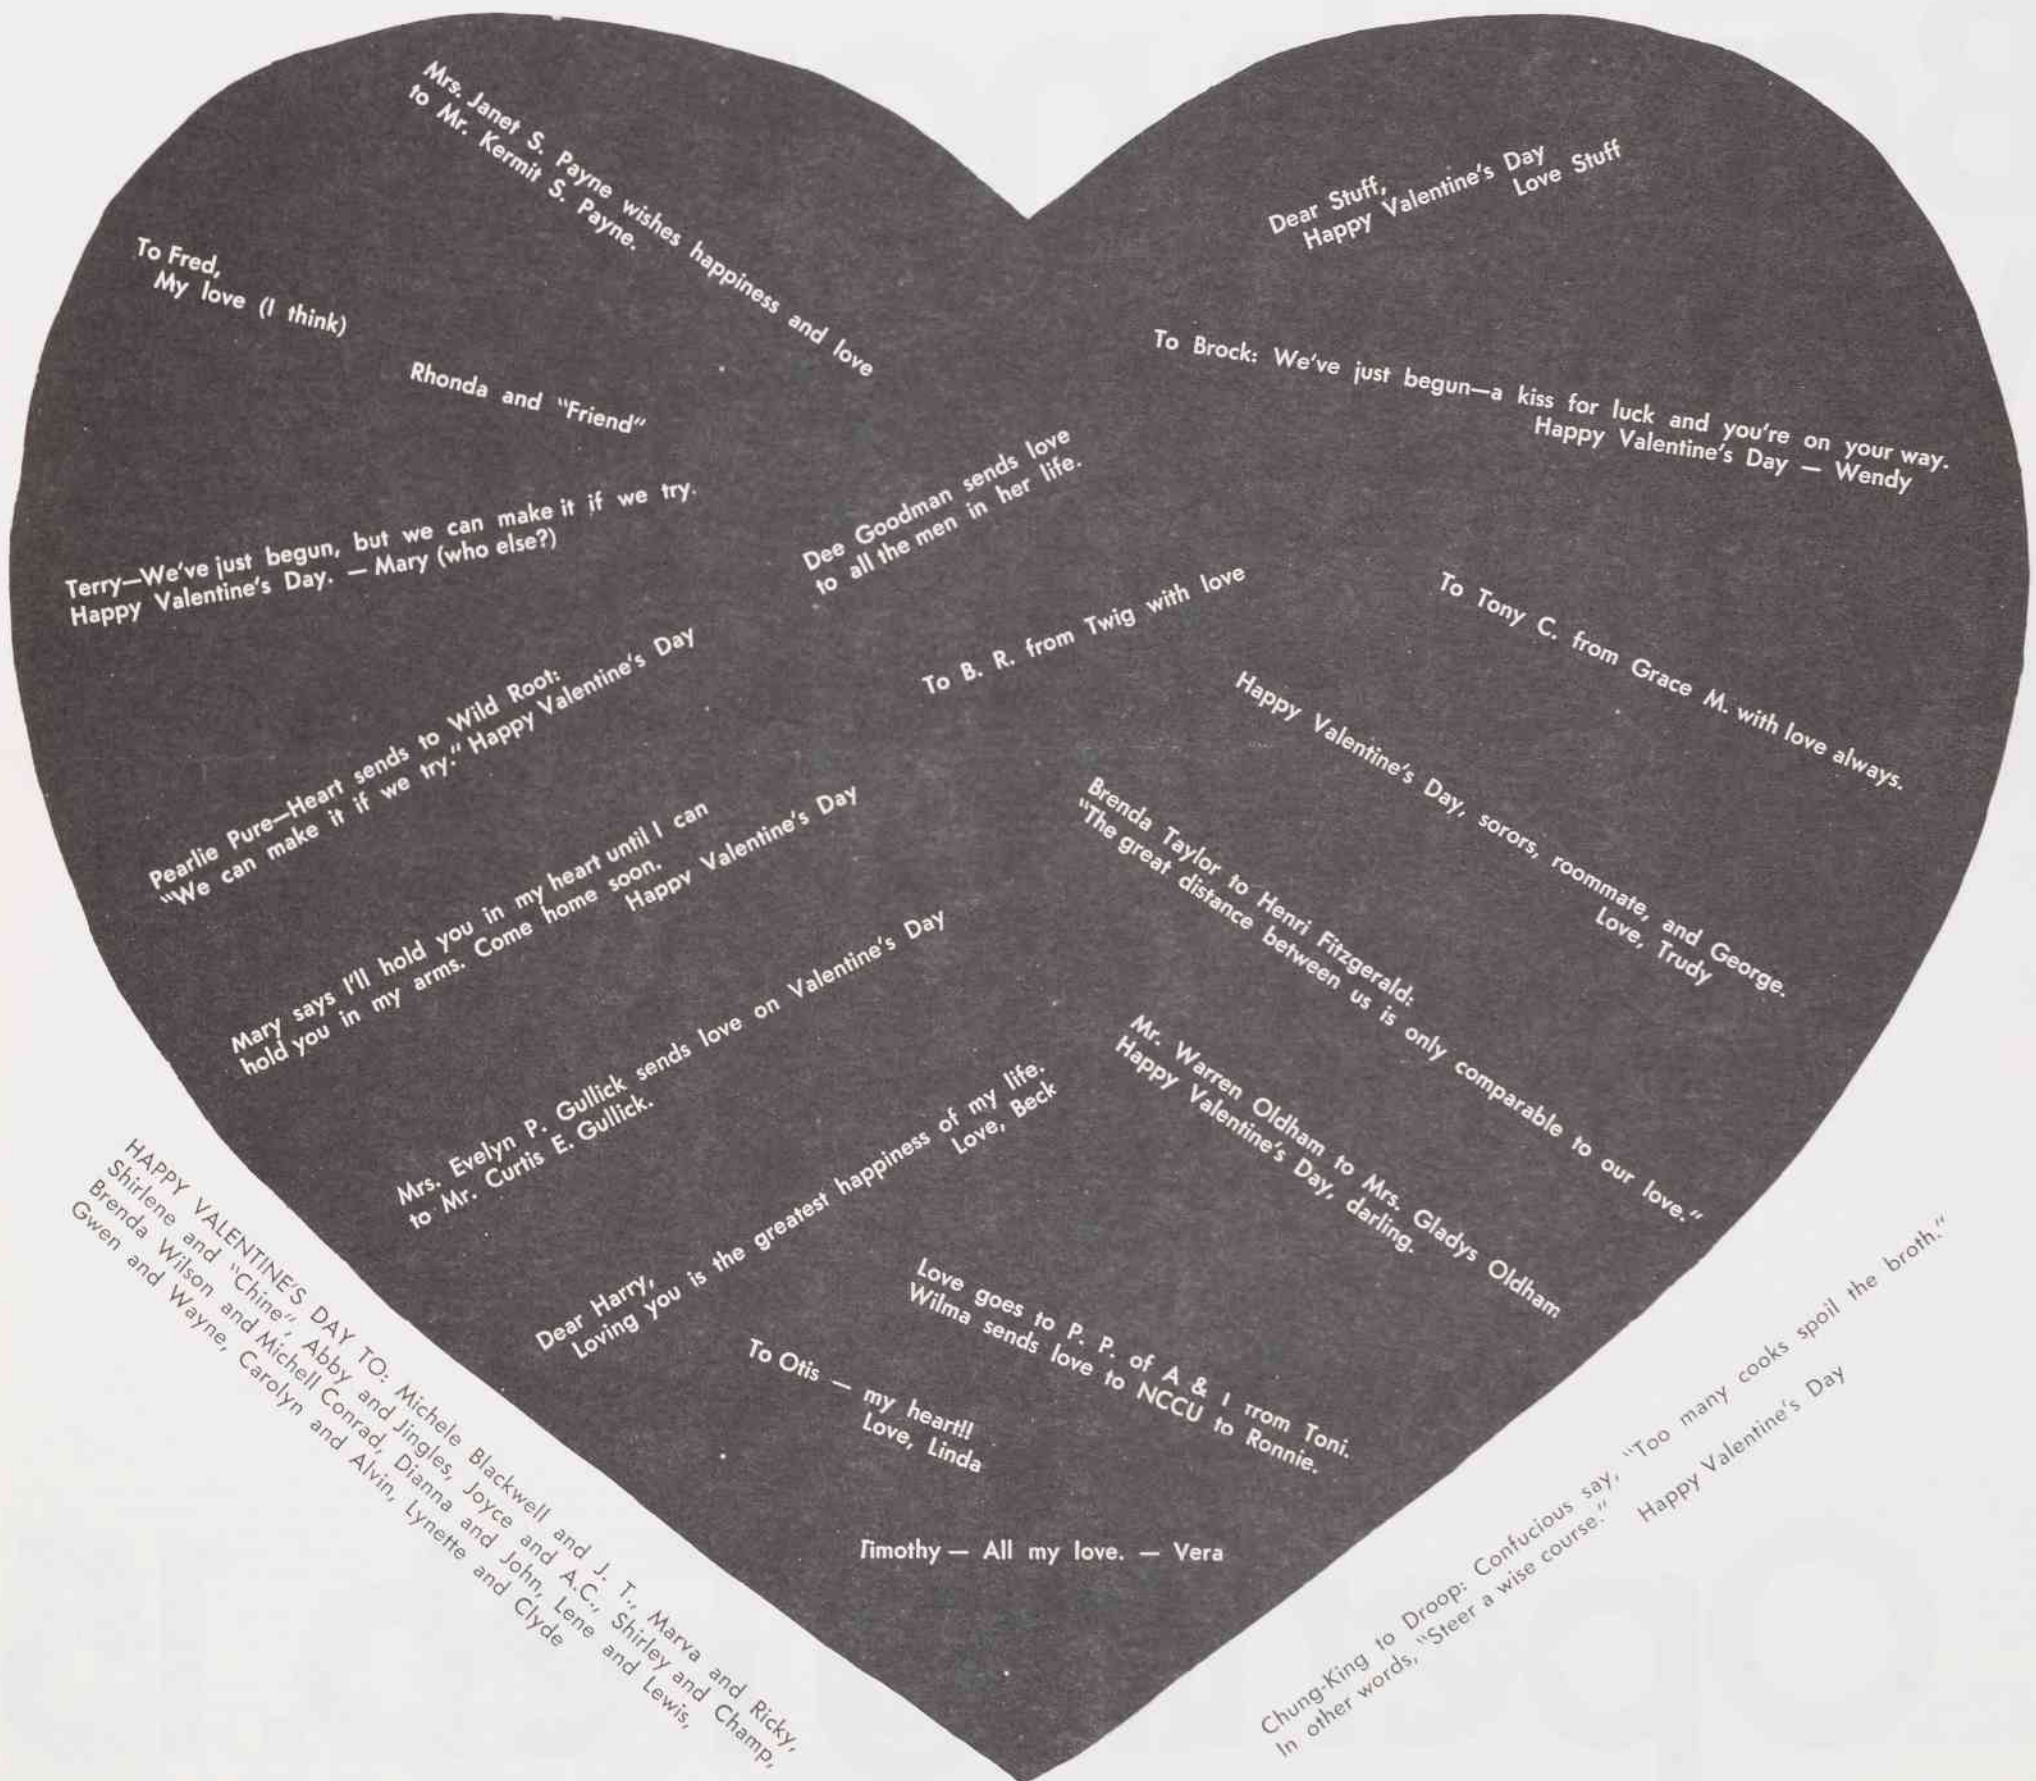 Mrs. Janet S. Payne wishes happiness and love
to Mr. Kermit S. Payne.
Dear Stuff,
Happy Valentine's Day
Love Stuff
To Fred,
My love (I think)
Rhonda and "Friend"
To Brock: We've just begun—a kiss for luck and you're on your way.
Happy Valentine's Day — Wendy
Terry—We've just begun, but we can make it if we try.
Happy Valentine's Day. — Mary (who else?)
Dee Goodman sends love
to all the men in her life.
To B. R. from Twig with love
To Tony C. from Grace M. with love always.
Pearlie Pure—Heart sends to Wild Root:
"We can make it if we try." Happy Valentine's Day
Happy Valentine's Day, sorors, roommate, and George.
Love, Trudy
Mary says I'll hold you in my heart until I can
hold you in my arms. Come home soon.
Happy Valentine's Day
Brenda Taylor to Henri Fitzgerald:
"The great distance between us is only comparable to our love."
Mrs. Evelyn P. Gullick sends love on Valentine's Day
to Mr. Curtis E. Gullick.
Mr. Warren Oldham to Mrs. Gladys Oldham
Happy Valentine's Day, darling.
Dear Harry,
Loving you is the greatest happiness of my life.
Love, Beck
Love goes to P. P. of A & I from Toni.
Wilma sends love to NCCU to Ronnie.
To Otis — my heart!!
Love, Linda
Timothy — All my love. — Vera
HAPPY VALENTINE'S DAY TO: Michele Blackwell and J. T., Marva and Ricky,
Shirlene and "Chine", Abby and Jingles, Joyce and A.C., Shirley and Champ,
Brenda Wilson and Michell Conrad, Dianna and John, Lene and Lewis,
Gwen and Wayne, Carolyn and Alvin, Lynette and Clyde
Chung-King to Droop: Confucious say, "Too many cooks spoil the broth."
In other words, "Steer a wise course."
Happy Valentine's Day